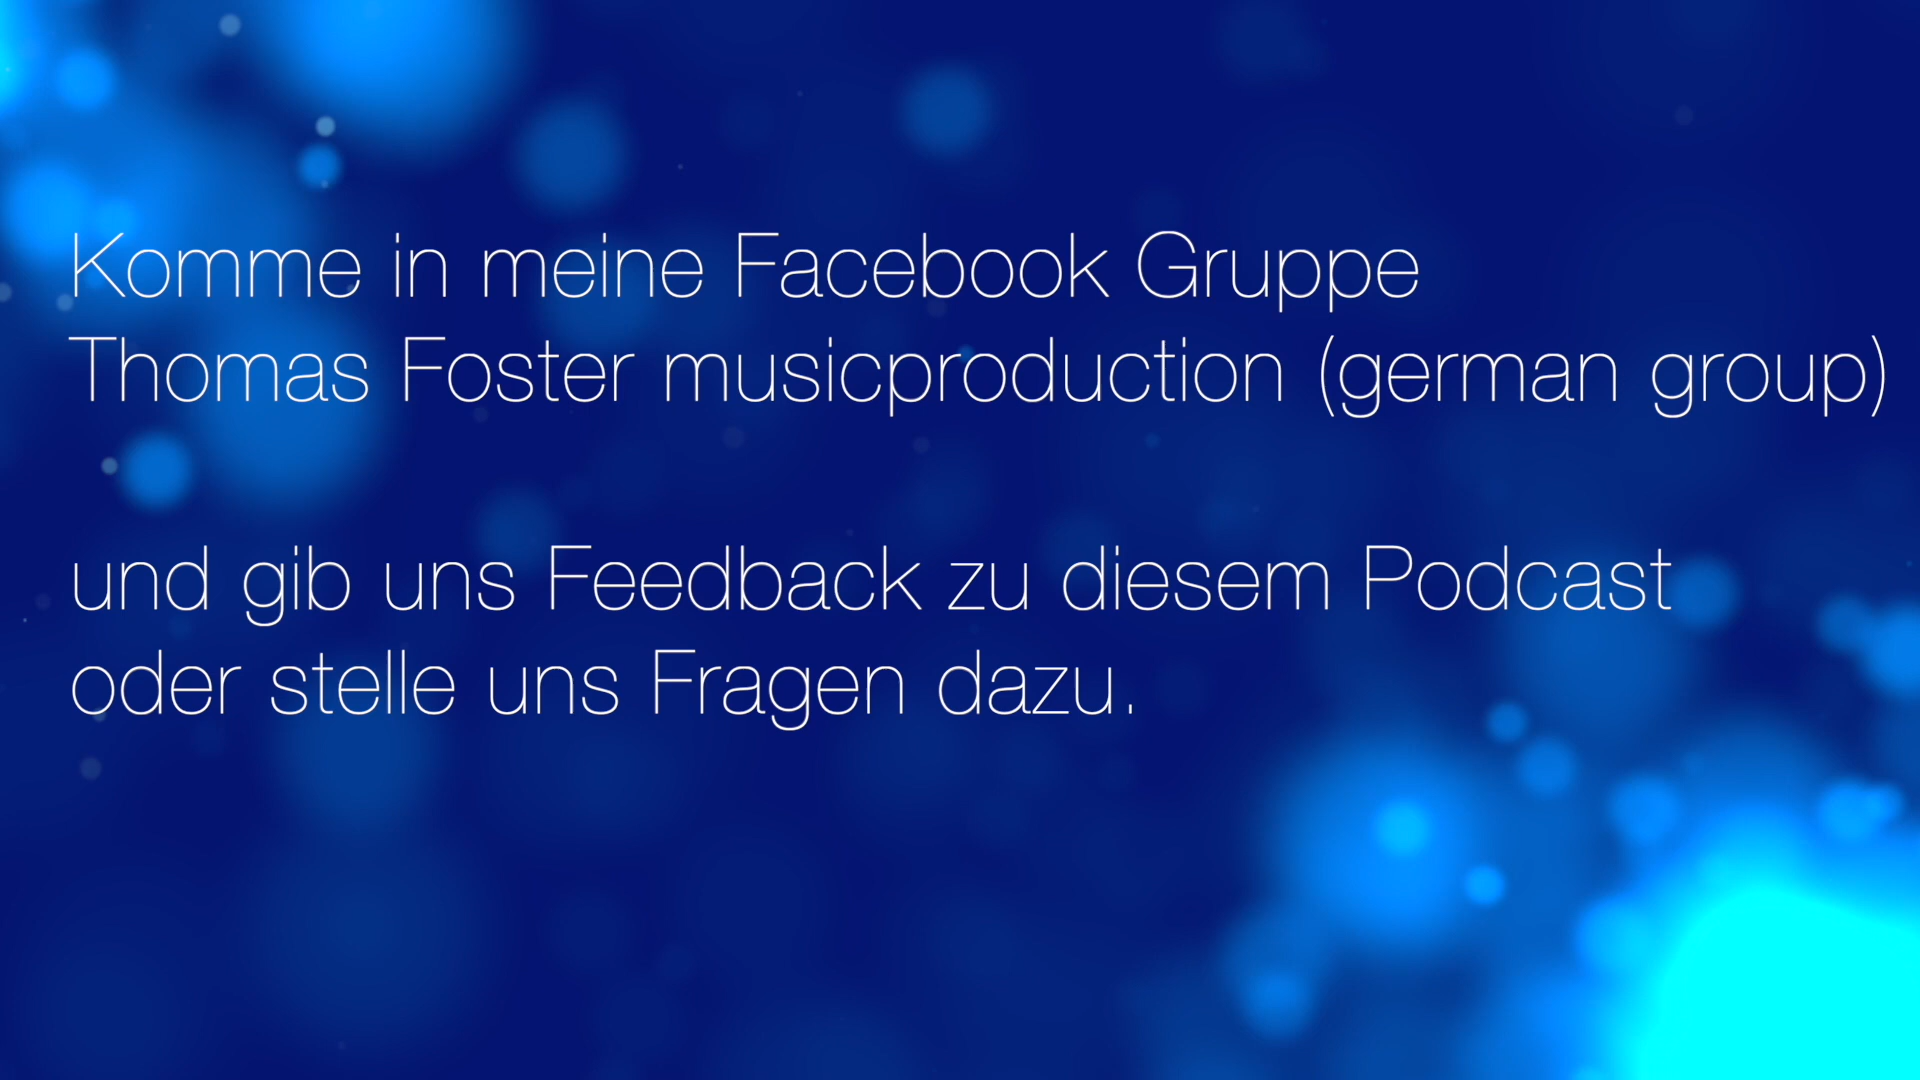 Komme in meine Facebook Gruppe
Thomas Foster musicproduction (german group)
und gib uns Feedback zu diesem Podcast
oder stelle uns Fragen dazu.